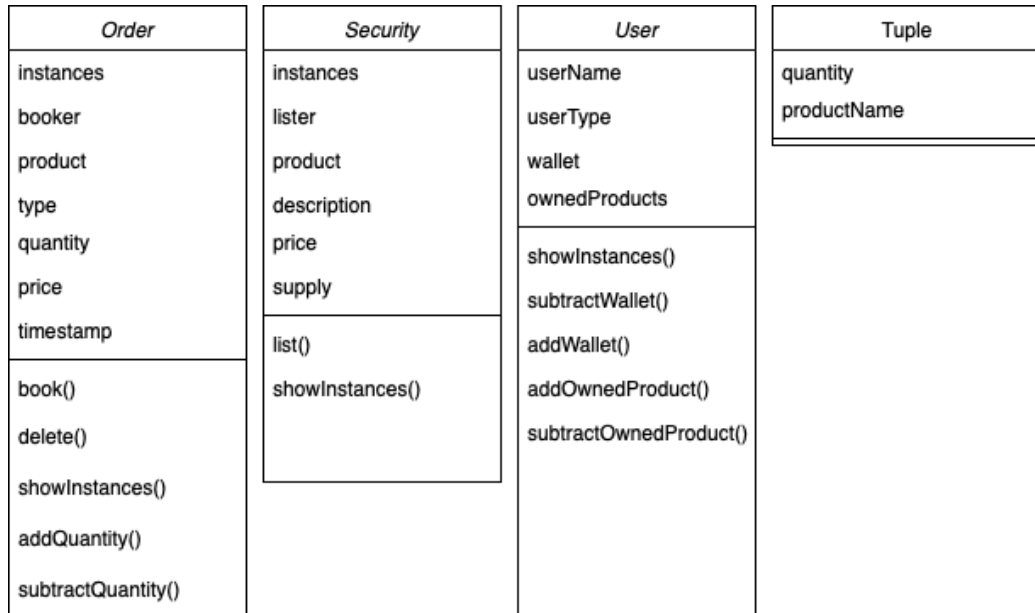 Order
instances
booker
product
type
quantity
price
timestamp
book()
delete()
showInstances()
addQuantity()
subtractQuantity()
Security
instances
lister
product
description
price
supply
list()
showInstances()
User
userName
userType
wallet
ownedProducts
showInstances()
subtractWallet()
addWallet()
addOwnedProduct()
subtractOwnedProduct()
Tuple
quantity
productName